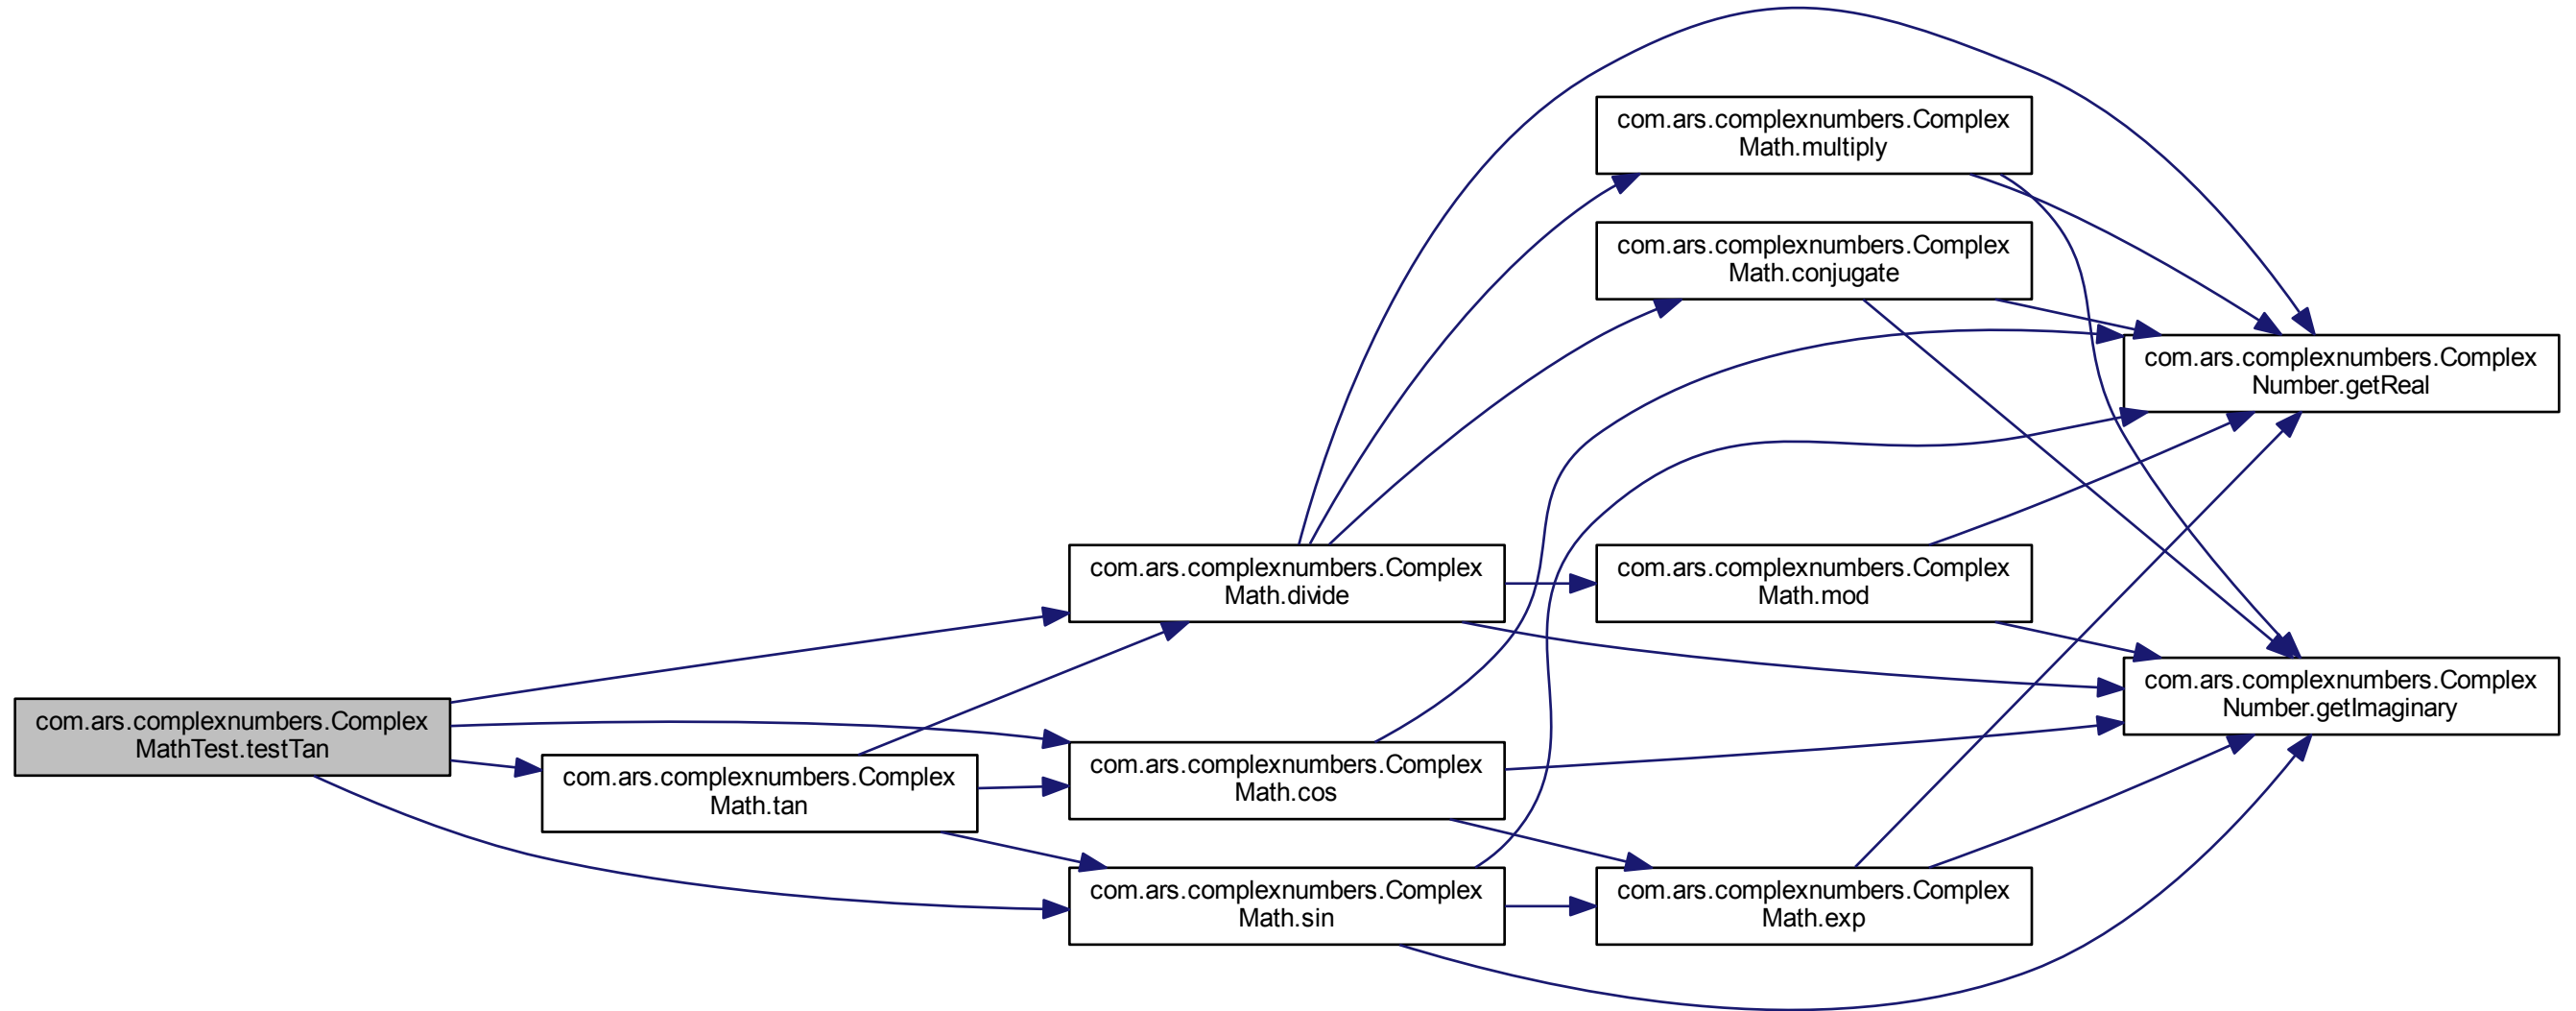 com.ars.complexnumbers.Complex
MathTest.testTan
com.ars.complexnumbers.Complex
Math.tan
com.ars.complexnumbers.Complex
Math.divide
com.ars.complexnumbers.Complex
Math.cos
com.ars.complexnumbers.Complex
Math.sin
com.ars.complexnumbers.Complex
Math.multiply
com.ars.complexnumbers.Complex
Math.conjugate
com.ars.complexnumbers.Complex
Math.mod
com.ars.complexnumbers.Complex
Math.exp
com.ars.complexnumbers.Complex
Number.getReal
com.ars.complexnumbers.Complex
Number.getImaginary